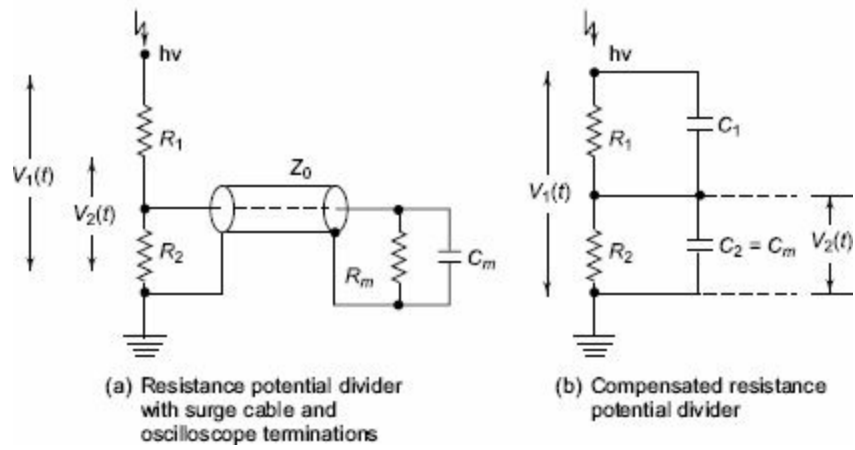 hv
R1
V1(t)
V2(t)
Z0
R2
Rm
Cm
(a) Resistance potential divider
with surge cable and
oscilloscope terminations
hv
R1
C1
V1(t)
R2
C2 = Cm
V2(t)
(b) Compensated resistance
potential divider